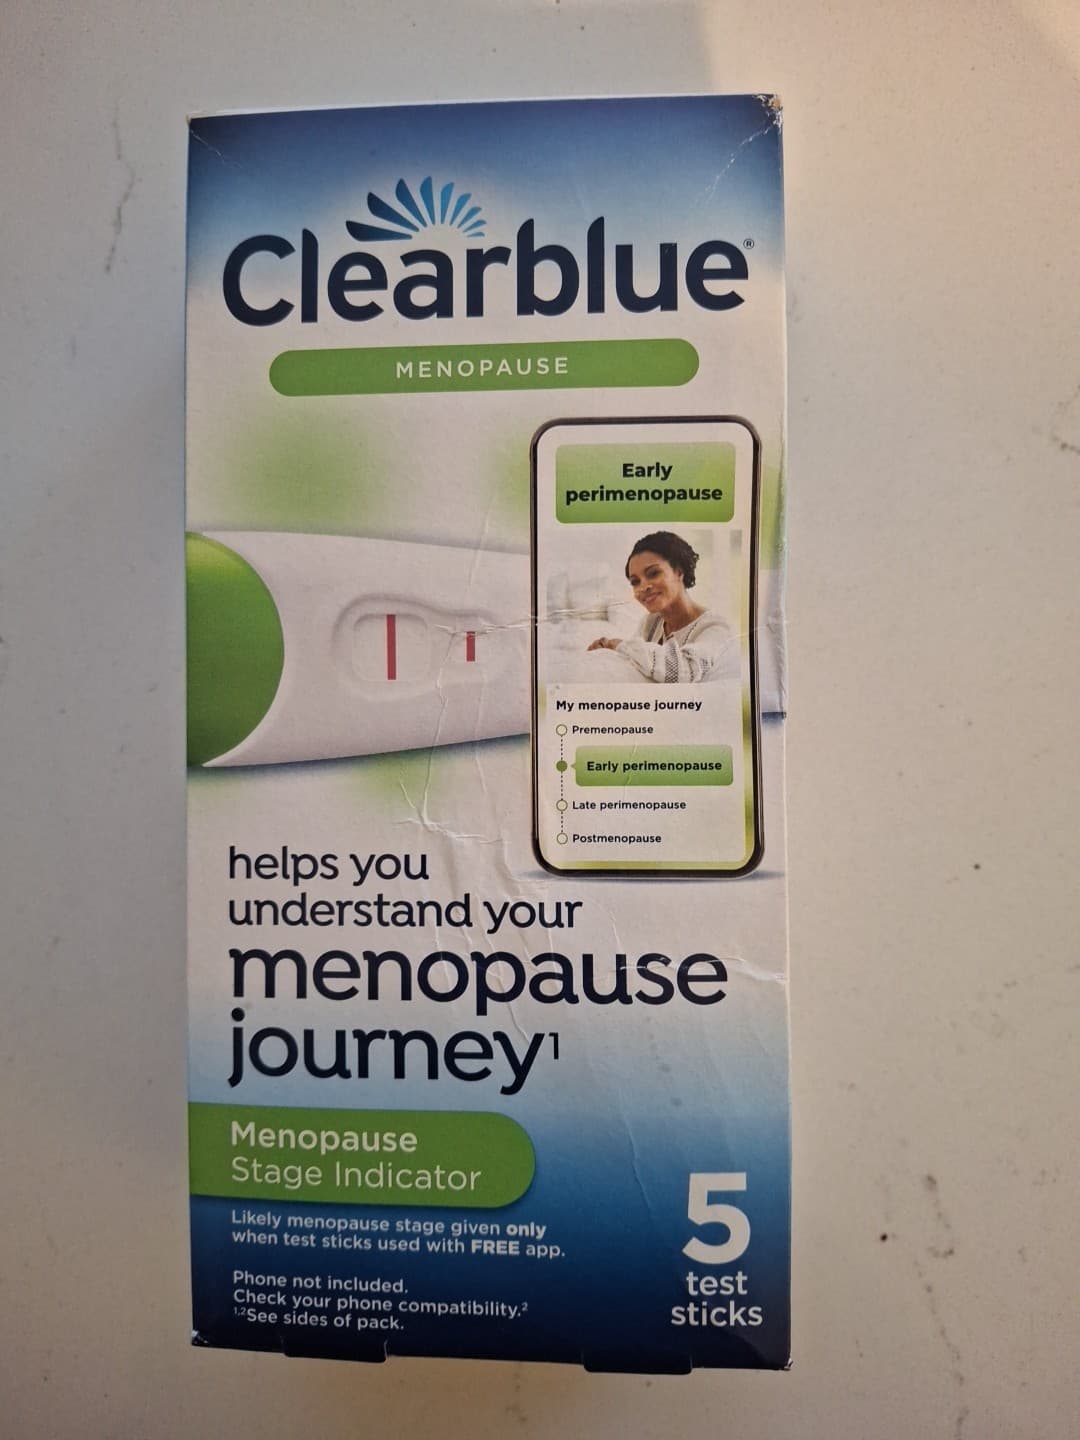 Clearblue®
MENOPAUSE
Early
perimenopause
My menopause journey
Premenopause
Early perimenopause
Late perimenopause
Postmenopause
helps you
understand your
menopause
journey¹
Menopause
Stage Indicator
Likely menopause stage given only
when test sticks used with FREE app.
Phone not included.
Check your phone compatibility.²
¹,²See sides of pack.
5
test
sticks